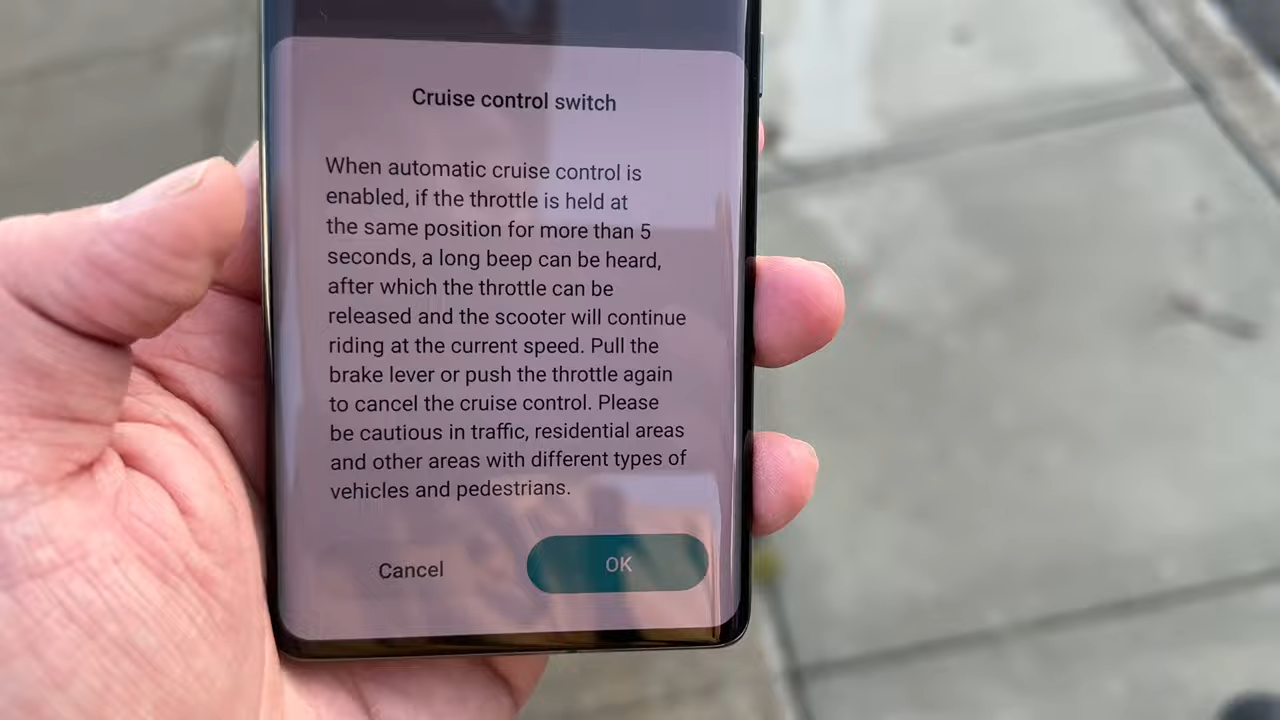 Cruise control switch
When automatic cruise control is
enabled, if the throttle is held at
the same position for more than 5
seconds, a long beep can be heard,
after which the throttle can be
released and the scooter will continue
riding at the current speed. Pull the
brake lever or push the throttle again
to cancel the cruise control. Please
be cautious in traffic, residential areas
and other areas with different types of
vehicles and pedestrians.
Cancel OK